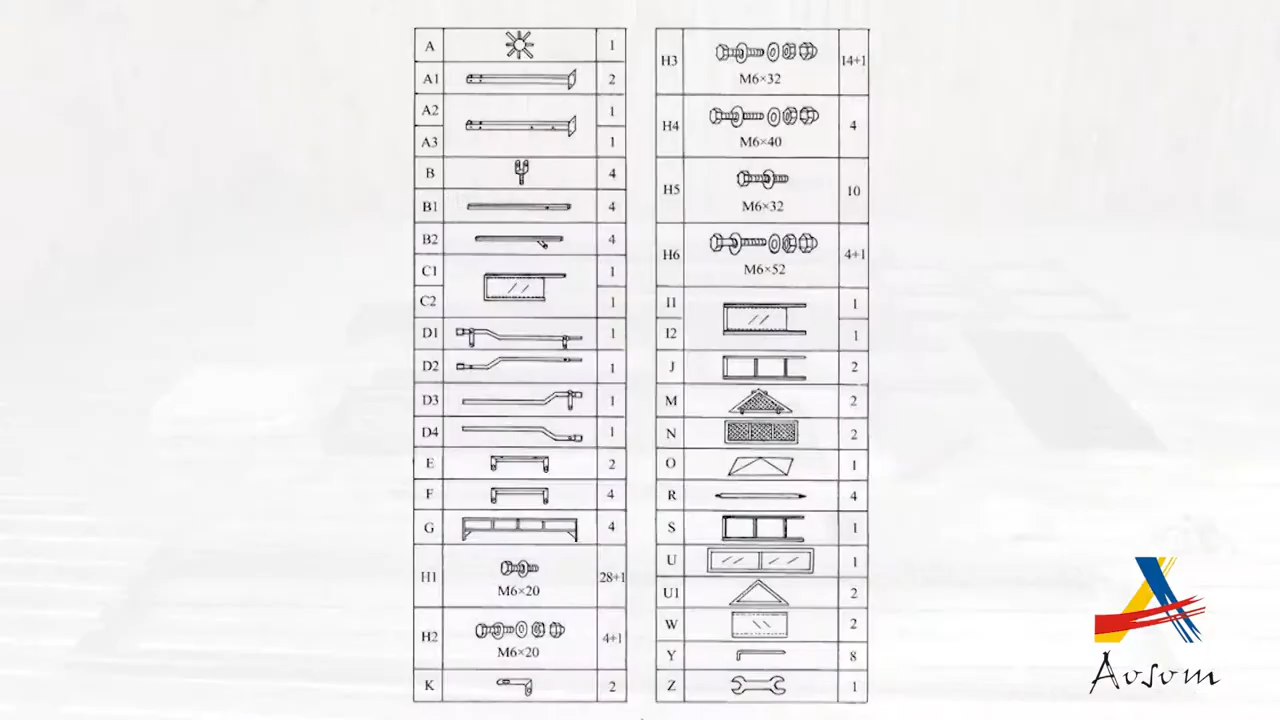 A 1
A1 2
A2 1
A3 1
B 4
B1 4
B2 4
C1 1
C2 1
D1 1
D2 1
D3 1
D4 1
E 2
F 4
G 4
H1 M6×20 28+1
H2 M6×20 4+1
K 2
H3 M6×32 14+1
H4 M6×40 4
H5 M6×32 10
H6 M6×52 4+1
I1 1
I2 1
J 2
M 2
N 2
O 1
R 4
S 1
U 1
U1 2
W 2
Y 8
Z 1
Aosom